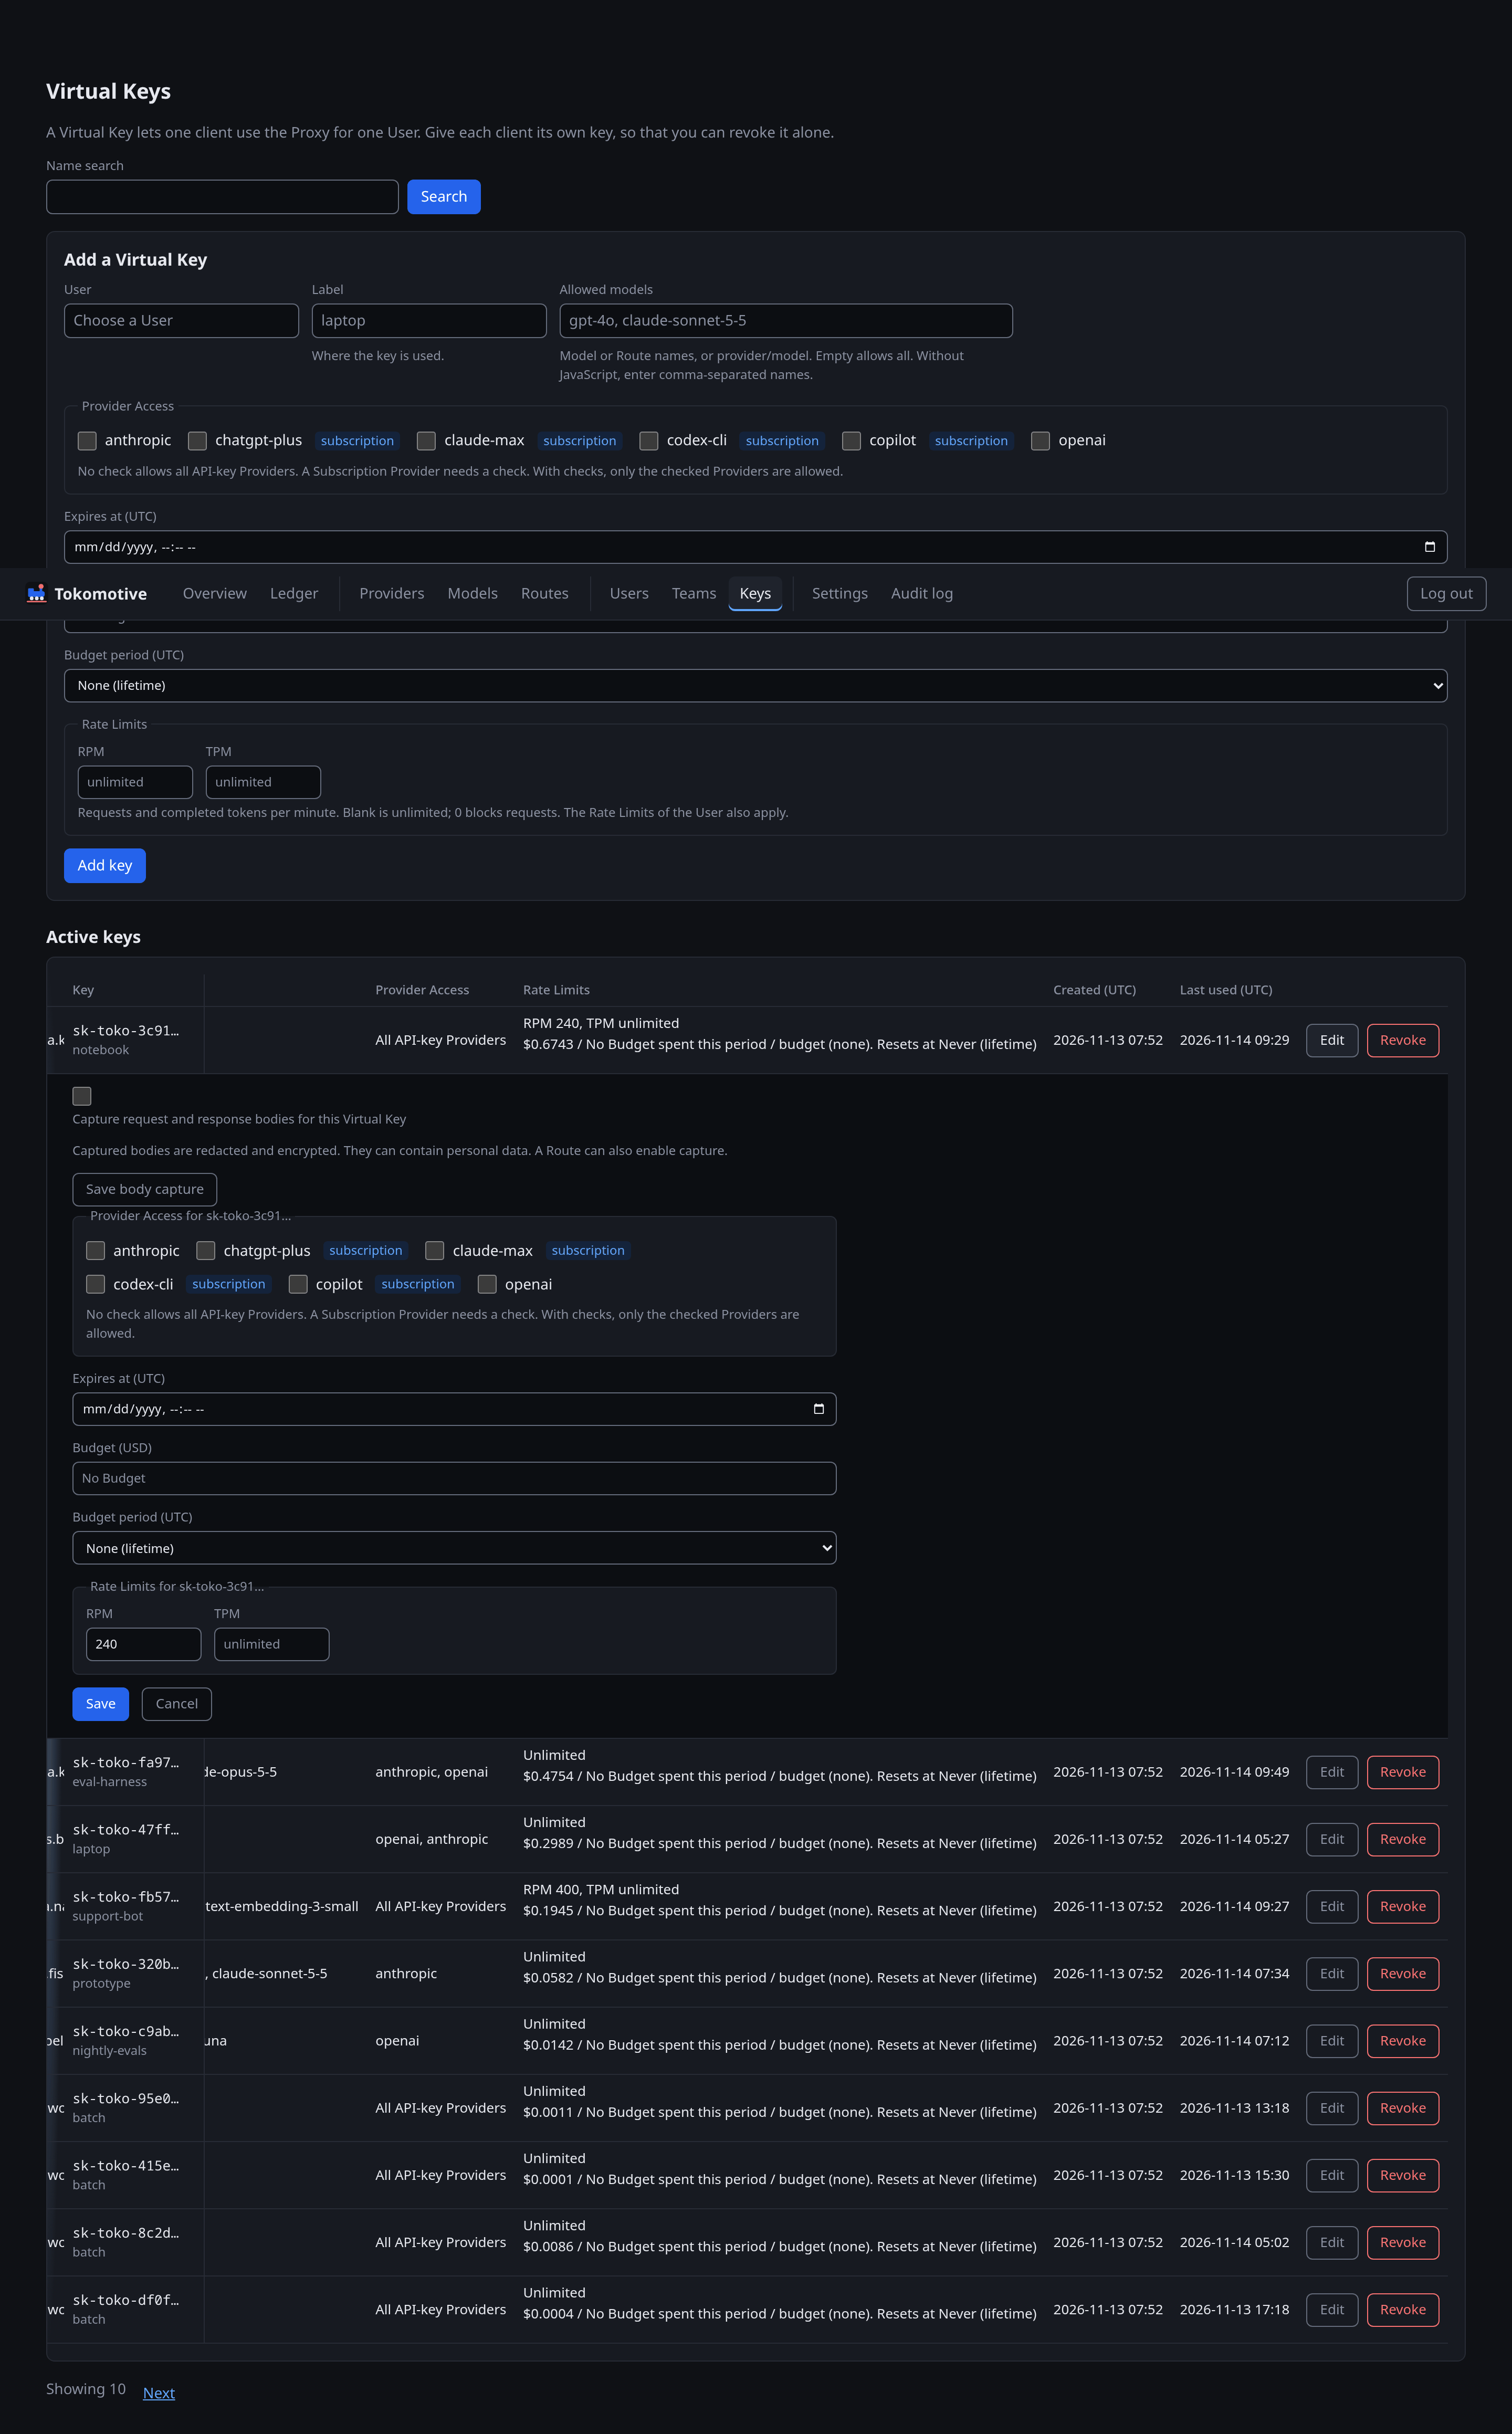 Virtual Keys
A Virtual Key lets one client use the Proxy for one User. Give each client its own key, so that you can revoke it alone.
Name search
Search
Add a Virtual Key
User Label Allowed models
Choose a User laptop gpt-4o, claude-sonnet-5-5
Where the key is used. Model or Route names, or provider/model. Empty allows all. Without
JavaScript, enter comma-separated names.
Provider Access
anthropic chatgpt-plus subscription claude-max subscription codex-cli subscription copilot subscription openai
No check allows all API-key Providers. A Subscription Provider needs a check. With checks, only the checked Providers are allowed.
Expires at (UTC)
mm/dd/yyyy, --:-- --
Tokomotive Overview Ledger Providers Models Routes Users Teams Keys Settings Audit log Log out
Budget period (UTC)
None (lifetime)
Rate Limits
RPM TPM
unlimited unlimited
Requests and completed tokens per minute. Blank is unlimited; 0 blocks requests. The Rate Limits of the User also apply.
Add key
Active keys
Key Provider Access Rate Limits Created (UTC) Last used (UTC)
RPM 240, TPM unlimited
a.k sk-toko-3c91… All API-key Providers $0.6743 / No Budget spent this period / budget (none). Resets at Never (lifetime) 2026-11-13 07:52 2026-11-14 09:29 Edit Revoke
notebook
Capture request and response bodies for this Virtual Key
Captured bodies are redacted and encrypted. They can contain personal data. A Route can also enable capture.
Save body capture
Provider Access for sk-toko-3c91…
anthropic chatgpt-plus subscription claude-max subscription
codex-cli subscription copilot subscription openai
No check allows all API-key Providers. A Subscription Provider needs a check. With checks, only the checked Providers are
allowed.
Expires at (UTC)
mm/dd/yyyy, --:-- --
Budget (USD)
No Budget
Budget period (UTC)
None (lifetime)
Rate Limits for sk-toko-3c91…
RPM TPM
240 unlimited
Save Cancel
Unlimited
a.k sk-toko-fa97… de-opus-5-5 anthropic, openai $0.4754 / No Budget spent this period / budget (none). Resets at Never (lifetime) 2026-11-13 07:52 2026-11-14 09:49 Edit Revoke
eval-harness
Unlimited
s.b sk-toko-47ff… openai, anthropic $0.2989 / No Budget spent this period / budget (none). Resets at Never (lifetime) 2026-11-13 07:52 2026-11-14 05:27 Edit Revoke
laptop
RPM 400, TPM unlimited
sk-toko-fb57… text-embedding-3-small All API-key Providers $0.1945 / No Budget spent this period / budget (none). Resets at Never (lifetime) 2026-11-13 07:52 2026-11-14 09:27 Edit Revoke
support-bot
Unlimited
fis sk-toko-320b… , claude-sonnet-5-5 anthropic $0.0582 / No Budget spent this period / budget (none). Resets at Never (lifetime) 2026-11-13 07:52 2026-11-14 07:34 Edit Revoke
prototype
Unlimited
bel sk-toko-c9ab… una openai $0.0142 / No Budget spent this period / budget (none). Resets at Never (lifetime) 2026-11-13 07:52 2026-11-14 07:12 Edit Revoke
nightly-evals
Unlimited
sk-toko-95e0… All API-key Providers $0.0011 / No Budget spent this period / budget (none). Resets at Never (lifetime) 2026-11-13 07:52 2026-11-13 13:18 Edit Revoke
batch
Unlimited
sk-toko-415e… All API-key Providers $0.0001 / No Budget spent this period / budget (none). Resets at Never (lifetime) 2026-11-13 07:52 2026-11-13 15:30 Edit Revoke
batch
Unlimited
sk-toko-8c2d… All API-key Providers $0.0086 / No Budget spent this period / budget (none). Resets at Never (lifetime) 2026-11-13 07:52 2026-11-14 05:02 Edit Revoke
batch
Unlimited
sk-toko-df0f… All API-key Providers $0.0004 / No Budget spent this period / budget (none). Resets at Never (lifetime) 2026-11-13 07:52 2026-11-13 17:18 Edit Revoke
batch
Showing 10 Next